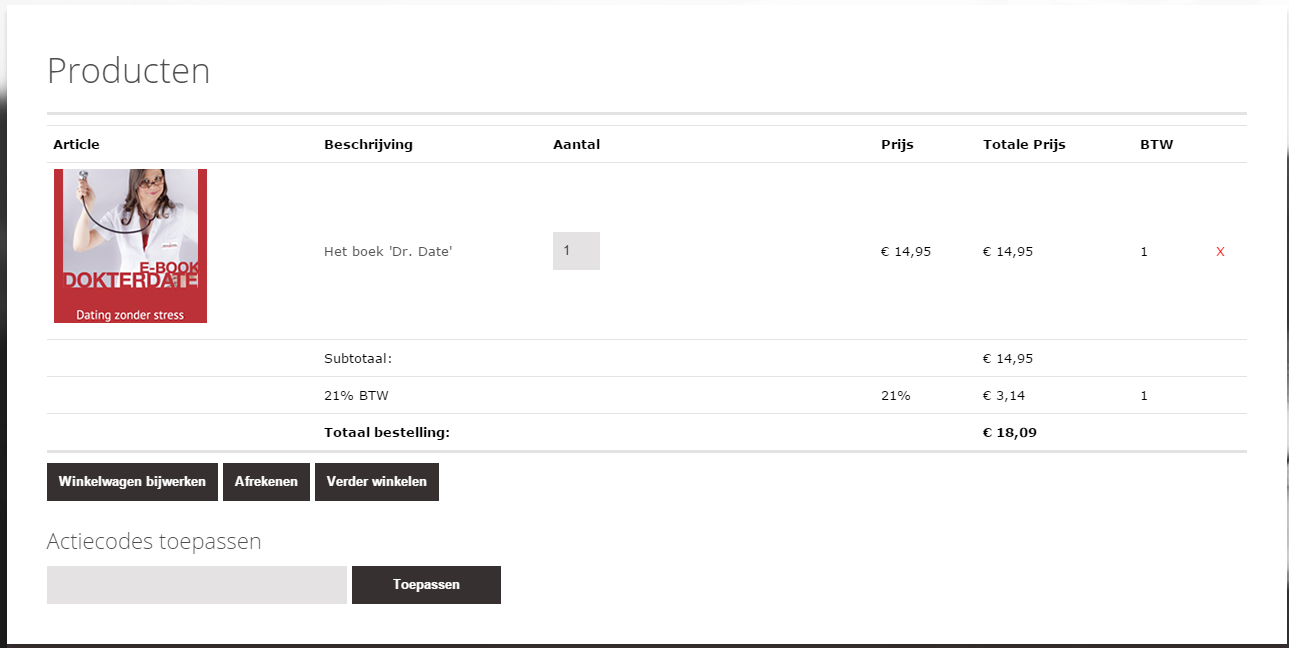 Producten
Article Beschrijving Aantal Prijs Totale Prijs BTW
E-BOOK
DOKTERDATE
Dating zonder stress
Het boek 'Dr. Date' 1 € 14,95 € 14,95 1 X
Subtotaal: € 14,95
21% BTW 21% € 3,14 1
Totaal bestelling: € 18,09
Winkelwagen bijwerken Afrekenen Verder winkelen
Actiecodes toepassen
Toepassen